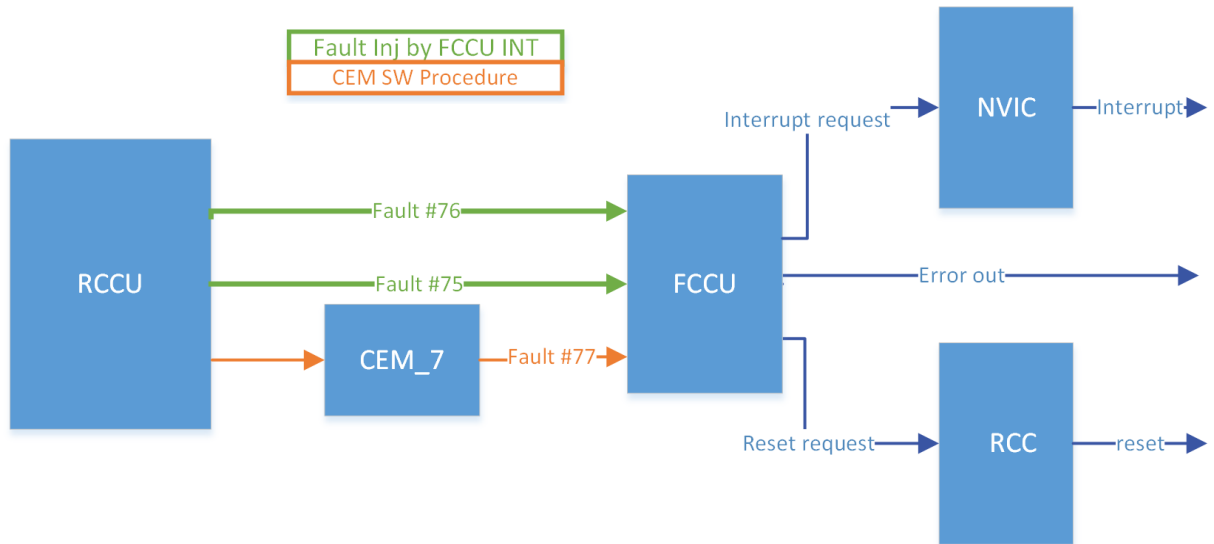 Fault Inj by FCCU INT
CEM SW Procedure
NVIC
Interrupt request
Interrupt
RCCU
Fault #76
Fault #75
FCCU
Error out
CEM_7
Fault #77
Reset request
RCC
reset